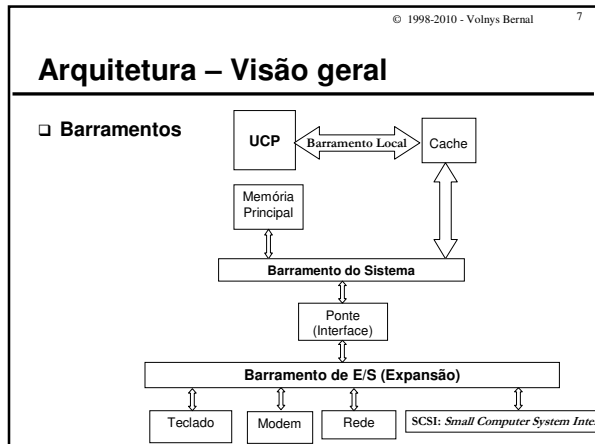 © 1998-2010 - Volnys Bernal 7
Arquitetura – Visão geral
❑ Barramentos
UCP
Barramento Local
Cache
Memória
Principal
Barramento do Sistema
Ponte
(Interface)
Barramento de E/S (Expansão)
Teclado
Modem
Rede
SCSI: Small Computer System Inte